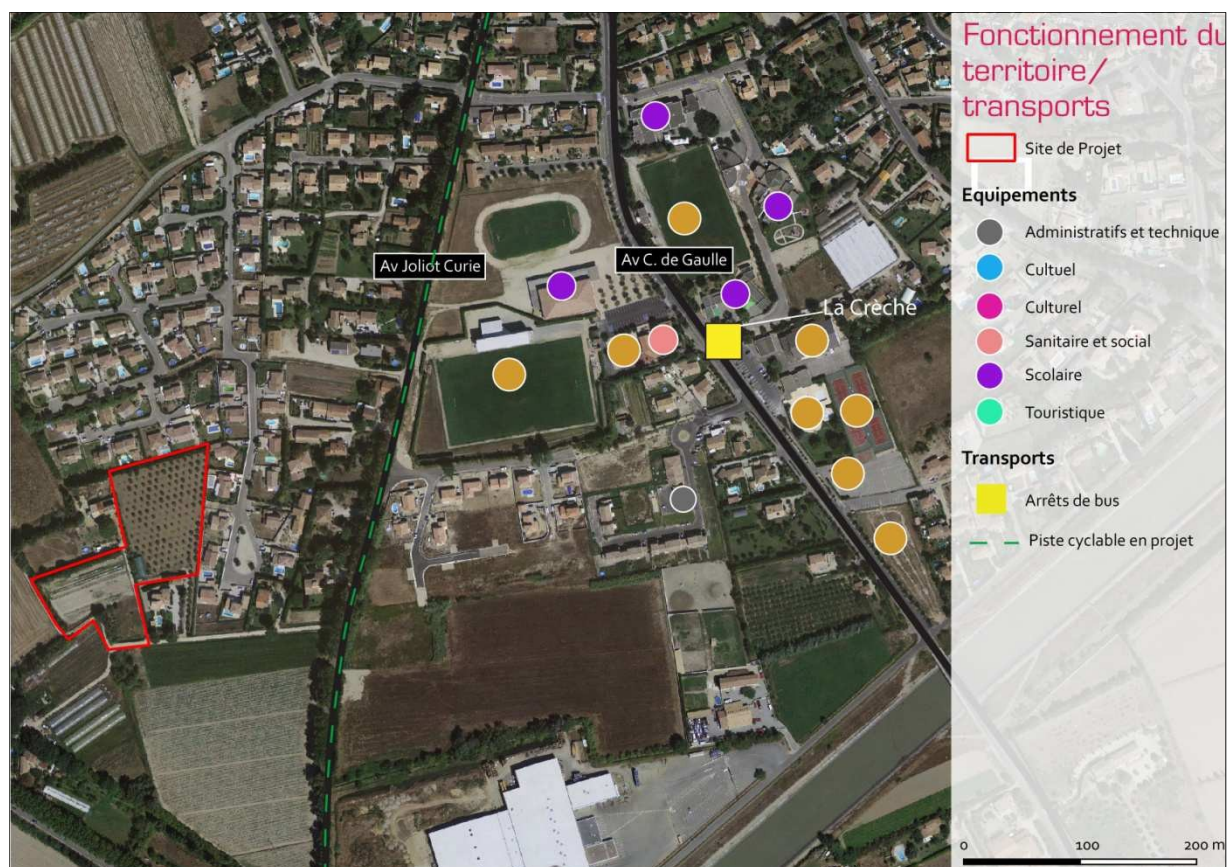 Fonctionnement du
territoire/
transports
Site de Projet
Equipements
Administratifs et technique
Cultuel
Culturel
Sanitaire et social
Scolaire
Touristique
Transports
Arrêts de bus
Piste cyclable en projet
0 100 200 m
Av Joliot Curie
Av C. de Gaulle
La Crèche